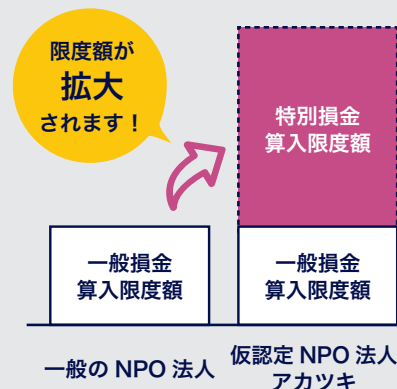 限度額が
拡大
されます！
特別損金
算入限度額
一般損金
算入限度額
一般損金
算入限度額
一般の NPO 法人
仮認定 NPO 法人
アカツキ